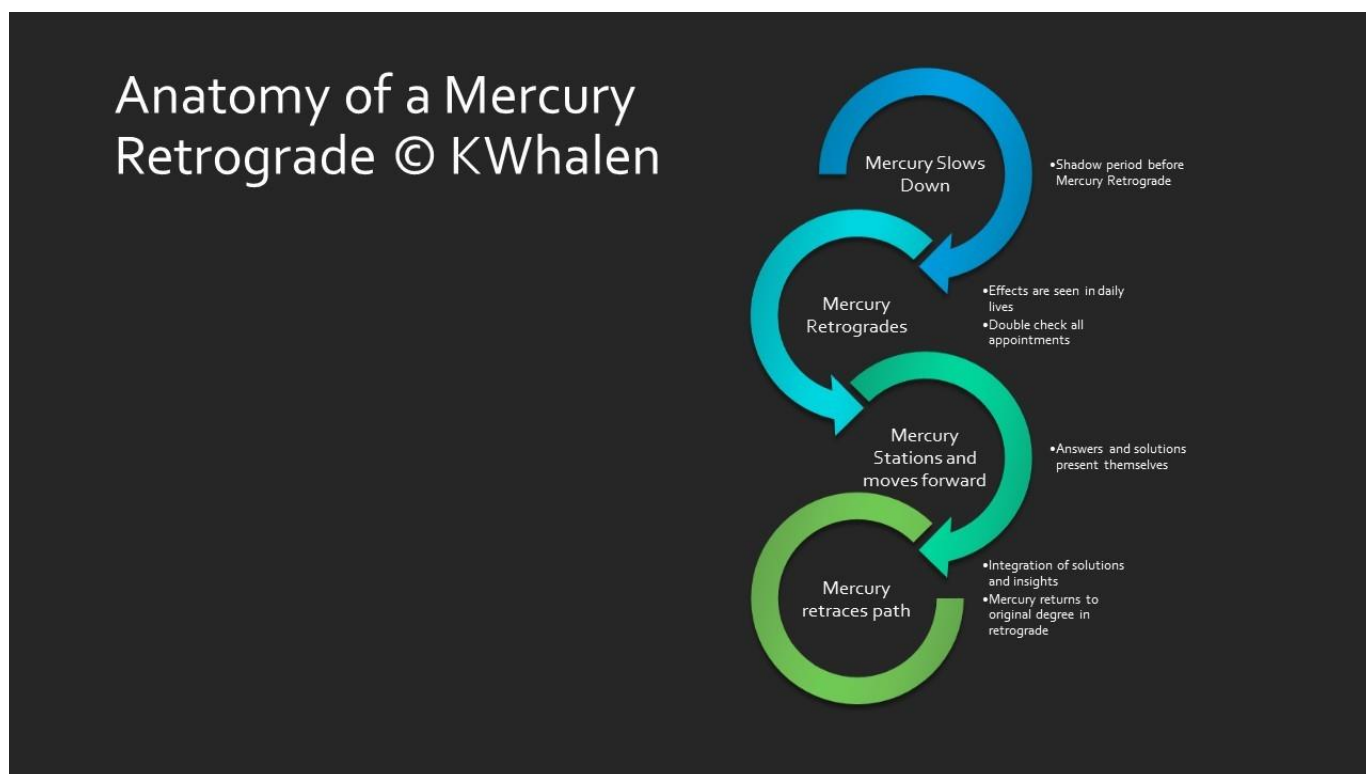 Anatomy of a Mercury
Retrograde © KWhalen
Mercury Slows
Down
•Shadow period before
Mercury Retrograde
Mercury
Retrogrades
•Effects are seen in daily
lives
•Double check all
appointments
Mercury
Stations and
moves forward
•Answers and solutions
present themselves
Mercury
retraces path
•Integration of solutions
and insights
•Mercury returns to
original degree in
retrograde